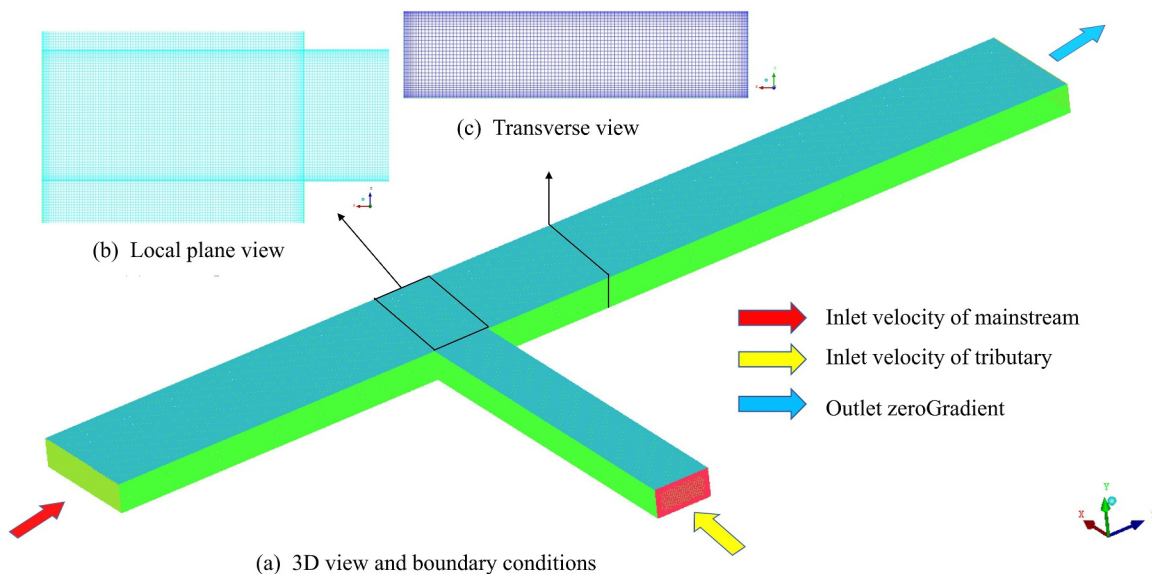 (c) Transverse view
(b) Local plane view
Inlet velocity of mainstream
Inlet velocity of tributary
Outlet zeroGradient
(a) 3D view and boundary conditions
Y
X